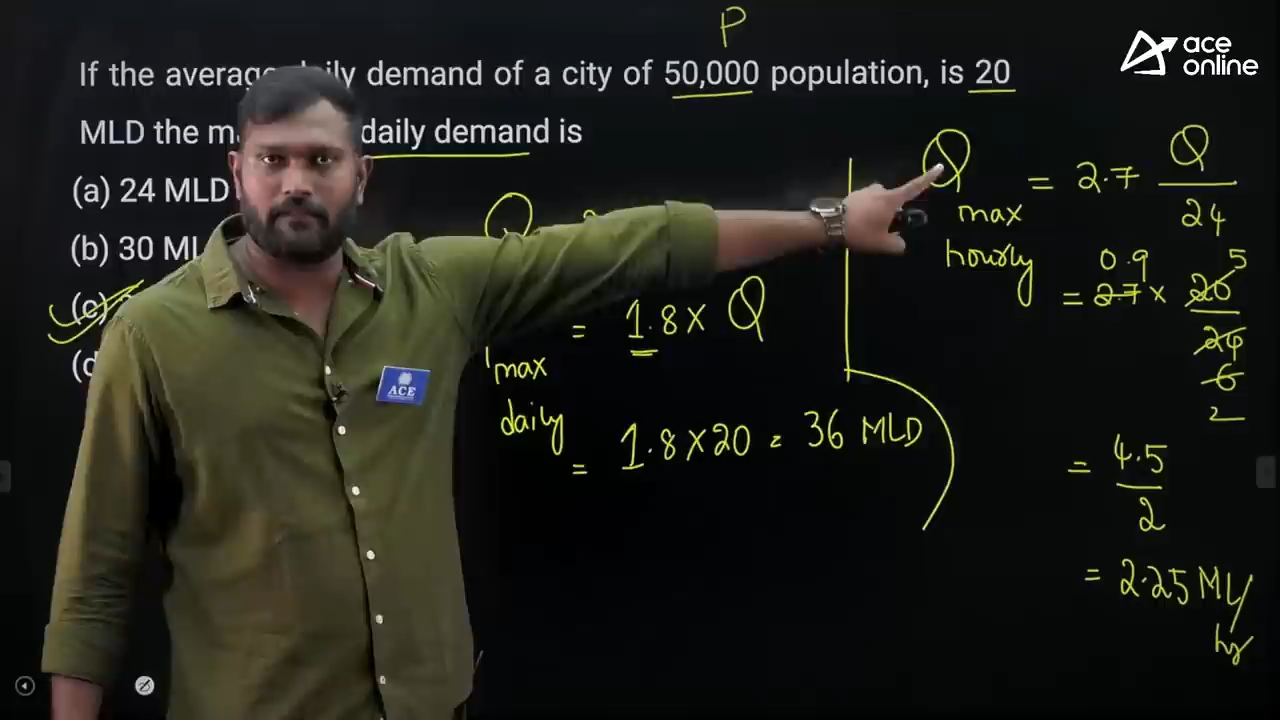 P
ace
online
If the average daily demand of a city of 50,000 population, is 20
MLD the daily demand is
(a) 24 MLD
(b) 30
(c)
Q
= 1.8 x Q
max
daily
= 1.8 x 20 = 36 MLD
Q = 2.7 Q
max 24
hourly
0.9 5
= 2.7 x 20
24
6
2
= 4.5
2
= 2.25 ML/
hr
ACE